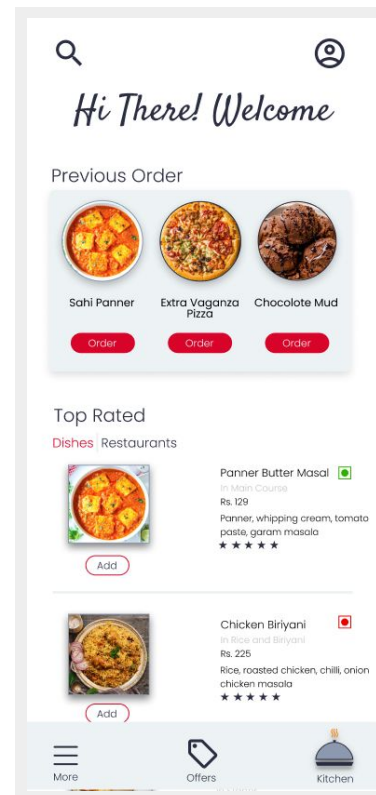 Hi There! Welcome
Previous Order
Sahi Panner
Extra Vaganza
Pizza
Chocolote Mud
Order
Order
Order
Top Rated
Dishes Restaurants
Panner Butter Masal
In Main Course
Rs. 129
Panner, whipping cream, tomato
paste, garam masola
Add
Chicken Biriyani
In Rice and Biriyani
Rs. 225
Rice, roasted chicken, chilli, onion
chicken masola
Add
More
Offers
Kitchen